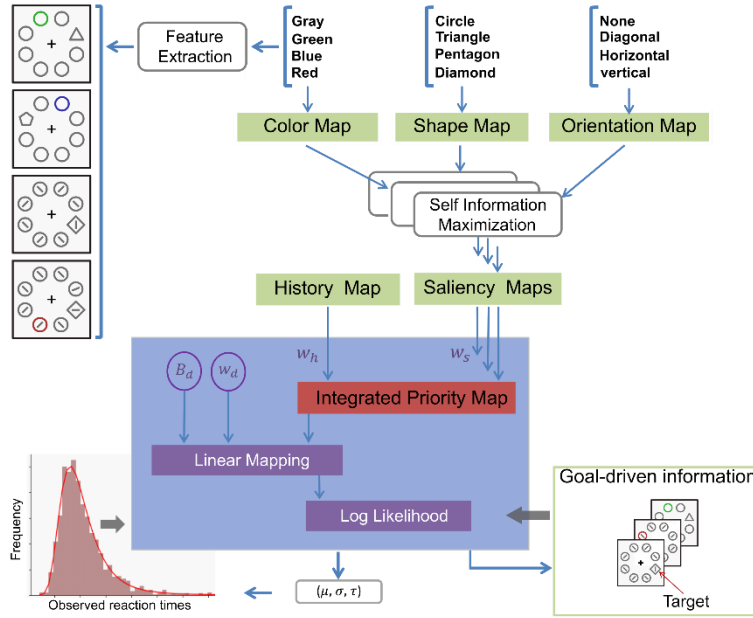 Gray
Green
Blue
Red
Circle
Triangle
Pentagon
Diamond
None
Diagonal
Horizontal
vertical
Feature
Extraction
Color Map
Shape Map
Orientation Map
Self Information
Maximization
History Map
Saliency Maps
w_h
w_s
B_d
w_d
Integrated Priority Map
Linear Mapping
Log Likelihood
Goal-driven information
Target
Frequency
Observed reaction times
(μ, σ, τ)